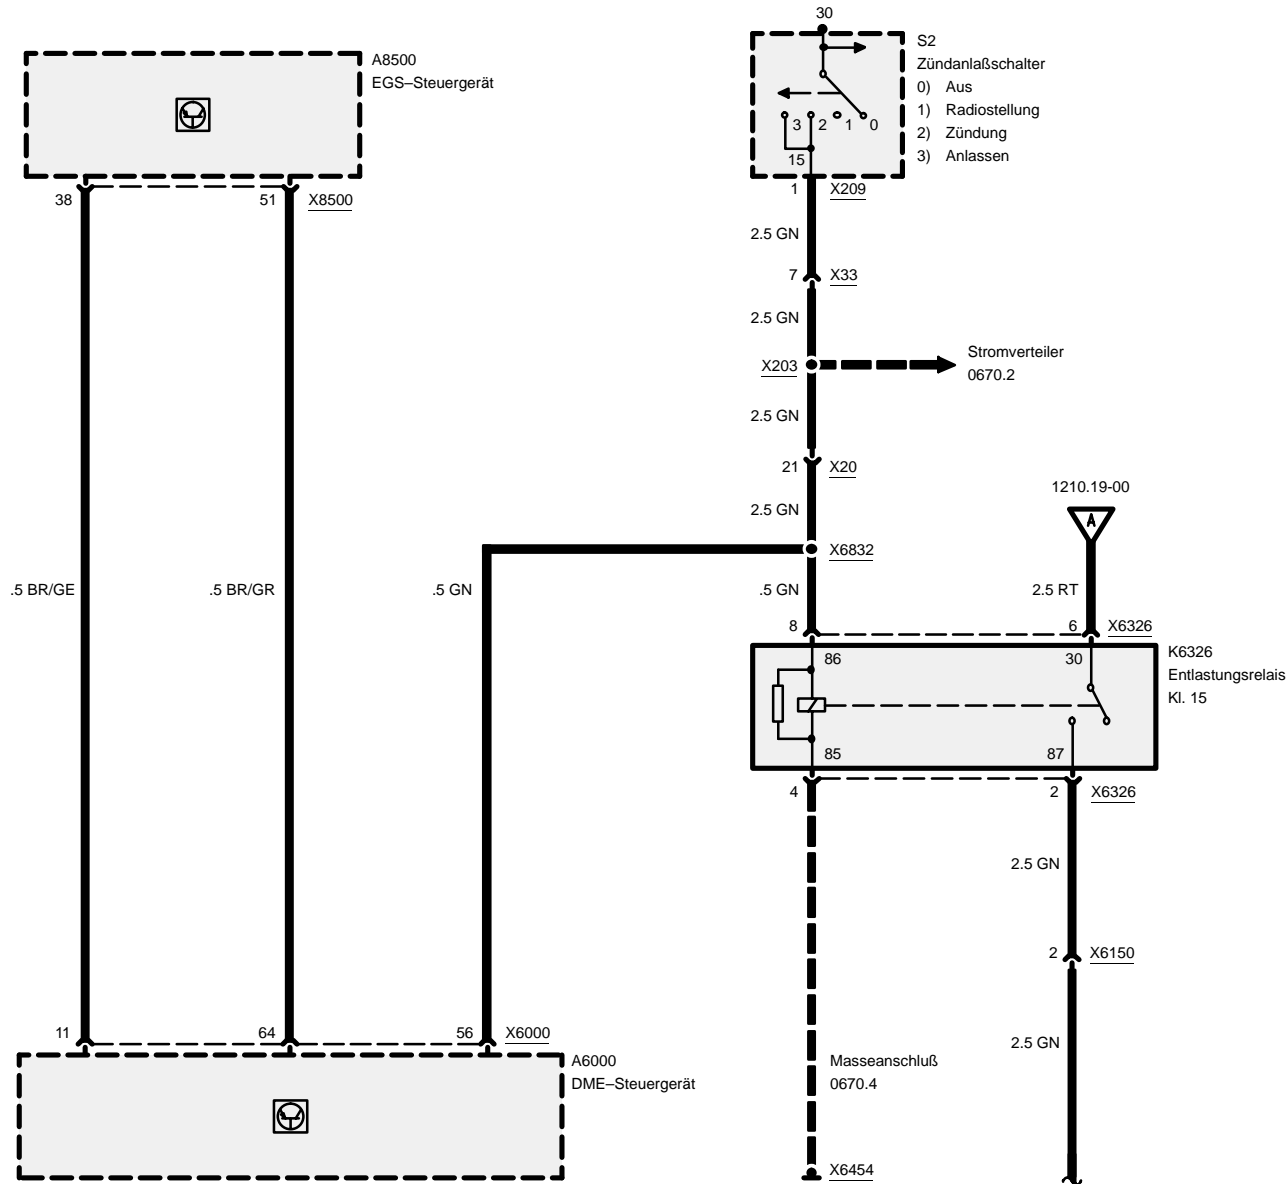 30
A8500
EGS–Steuergerät
S2
Zündanlaßschalter
0) Aus
1) Radiostellung
2) Zündung
3) Anlassen
3 2 1 0
15
38
51
X8500
1
X209
2.5 GN
7
X33
2.5 GN
X203
Stromverteiler
0670.2
2.5 GN
21
X20
1210.19-00
A
2.5 GN
X6832
.5 BR/GE
.5 BR/GR
.5 GN
.5 GN
2.5 RT
8
6
X6326
86
30
K6326
Entlastungsrelais
Kl. 15
85
87
4
2
X6326
2.5 GN
2
X6150
11
64
56
X6000
2.5 GN
A6000
DME–Steuergerät
Masseanschluß
0670.4
X6454